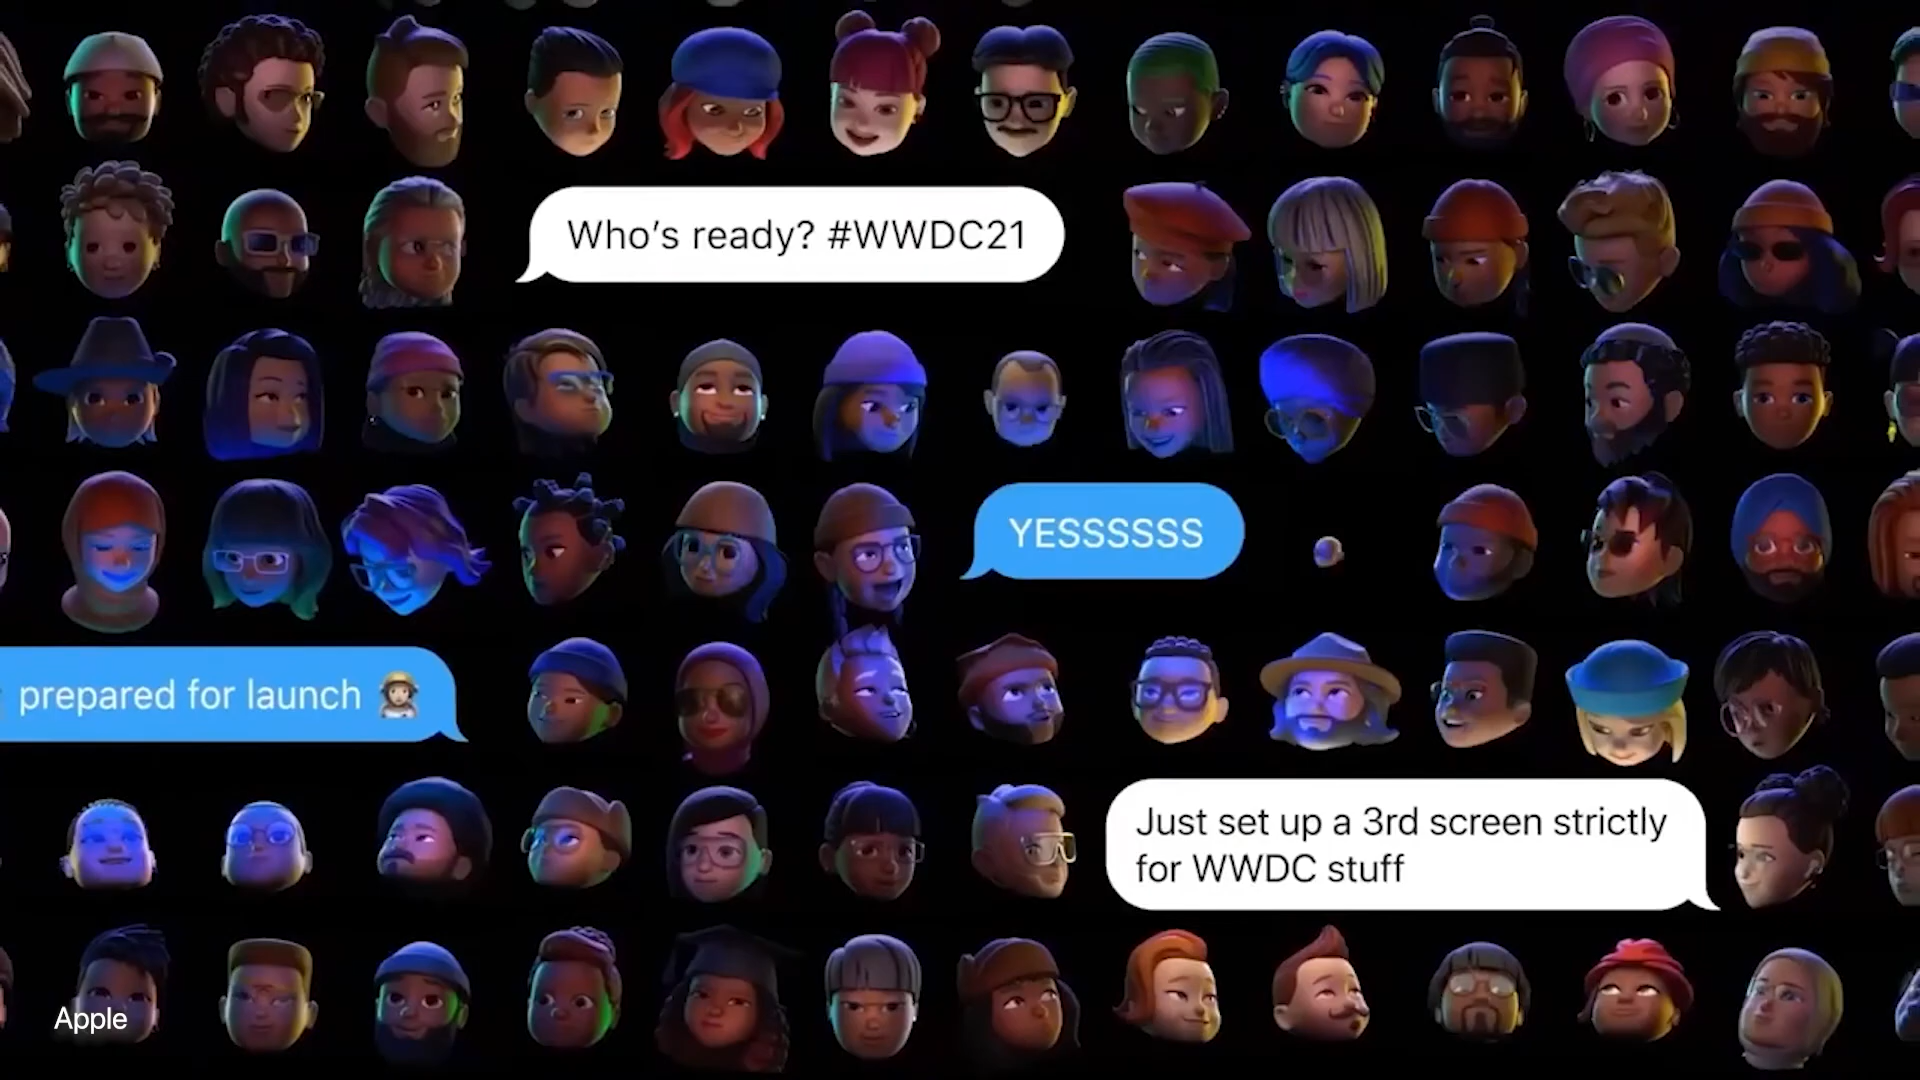 Who’s ready? #WWDC21
YESSSSSS
prepared for launch
Just set up a 3rd screen strictly
for WWDC stuff
Apple